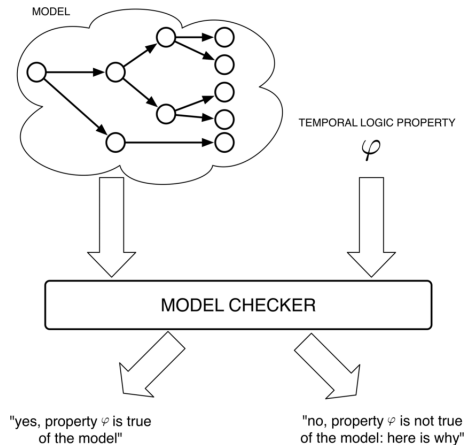 MODEL
TEMPORAL LOGIC PROPERTY
φ
MODEL CHECKER
"yes, property φ is true
of the model"
"no, property φ is not true
of the model: here is why"